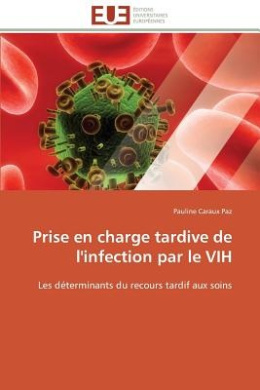 EUE
ÉDITIONS
UNIVERSITAIRES
EUROPÉENNES
Pauline Caraux Paz
Prise en charge tardive de
l'infection par le VIH
Les déterminants du recours tardif aux soins